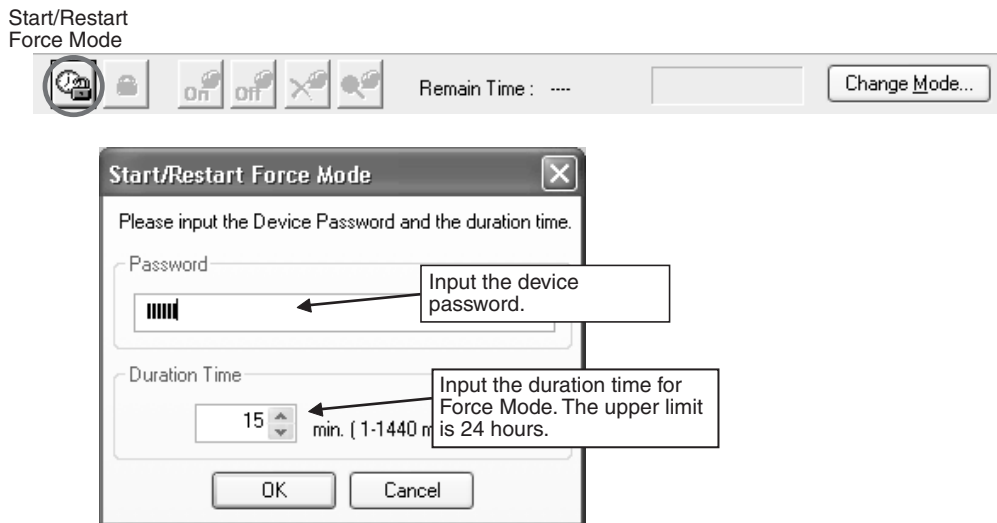 Start/Restart
Force Mode
On Off Remain Time : ---- Change Mode...
Start/Restart Force Mode
Please input the Device Password and the duration time.
Password
Input the device
password.
Duration Time
Input the duration time for
Force Mode. The upper limit
is 24 hours.
15 min. ( 1-1440 m
OK Cancel